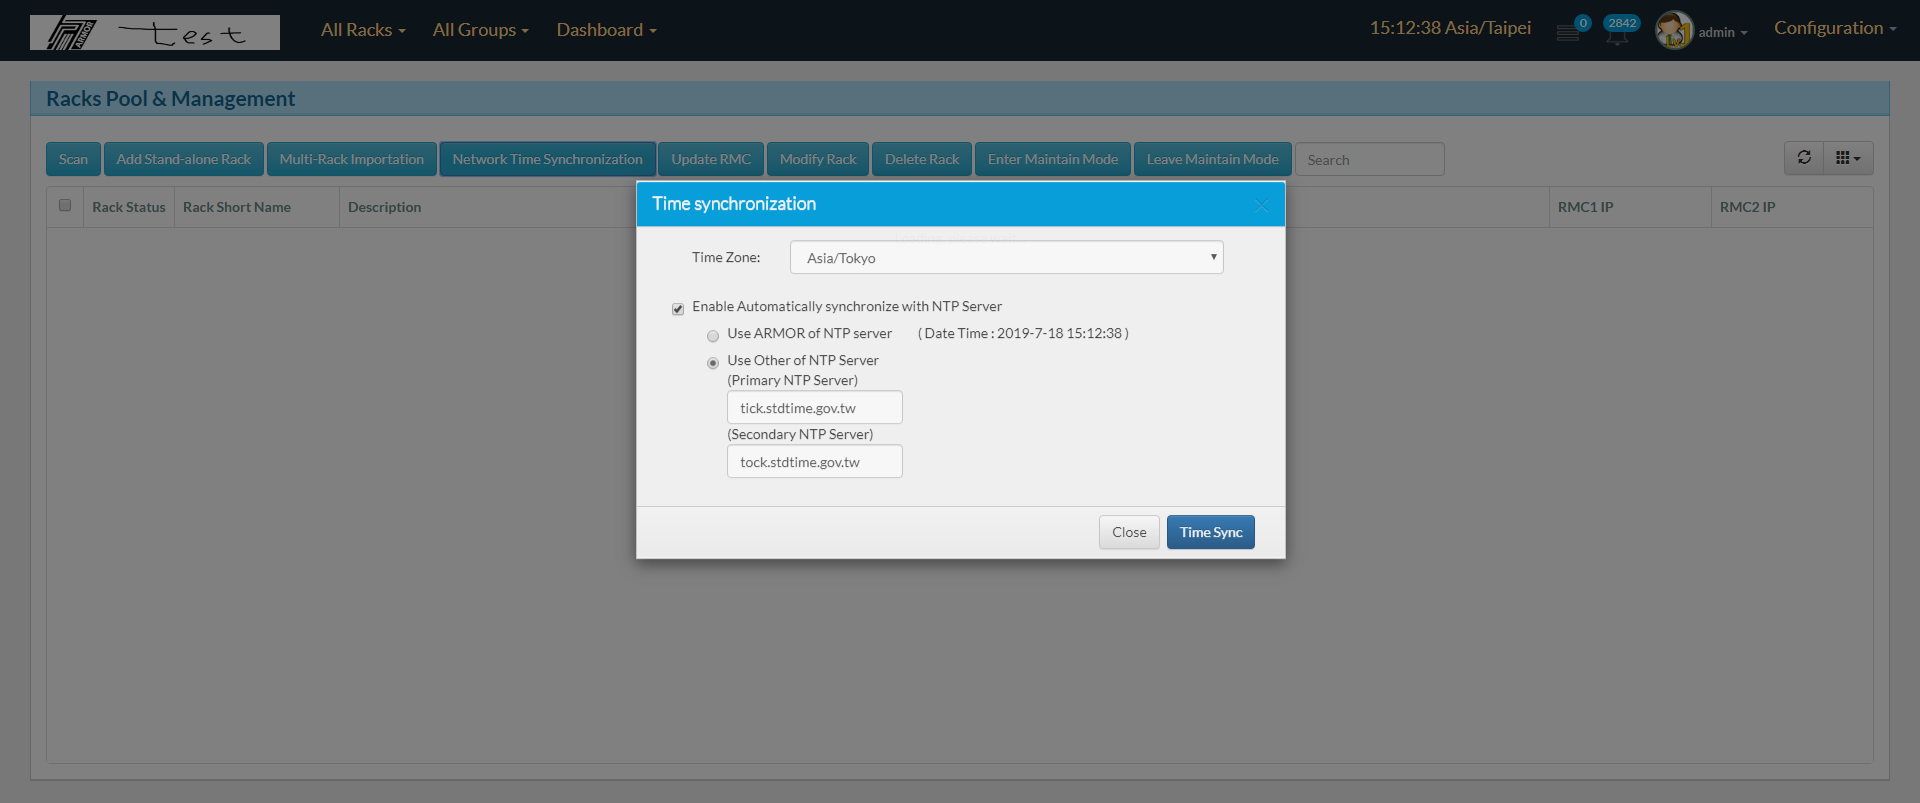 ARMOR test All Racks All Groups Dashboard 15:12:38 Asia/Taipei 0 2842 admin Configuration
Racks Pool & Management
Scan Add Stand-alone Rack Multi-Rack Importation Network Time Synchronization Update RMC Modify Rack Delete Rack Enter Maintain Mode Leave Maintain Mode Search
Rack Status Rack Short Name Description RMC1 IP RMC2 IP
Time synchronization
Time Zone: Asia/Tokyo
Enable Automatically synchronize with NTP Server
Use ARMOR of NTP server ( Date Time : 2019-7-18 15:12:38 )
Use Other of NTP Server
(Primary NTP Server)
tick.stdtime.gov.tw
(Secondary NTP Server)
tock.stdtime.gov.tw
Close Time Sync